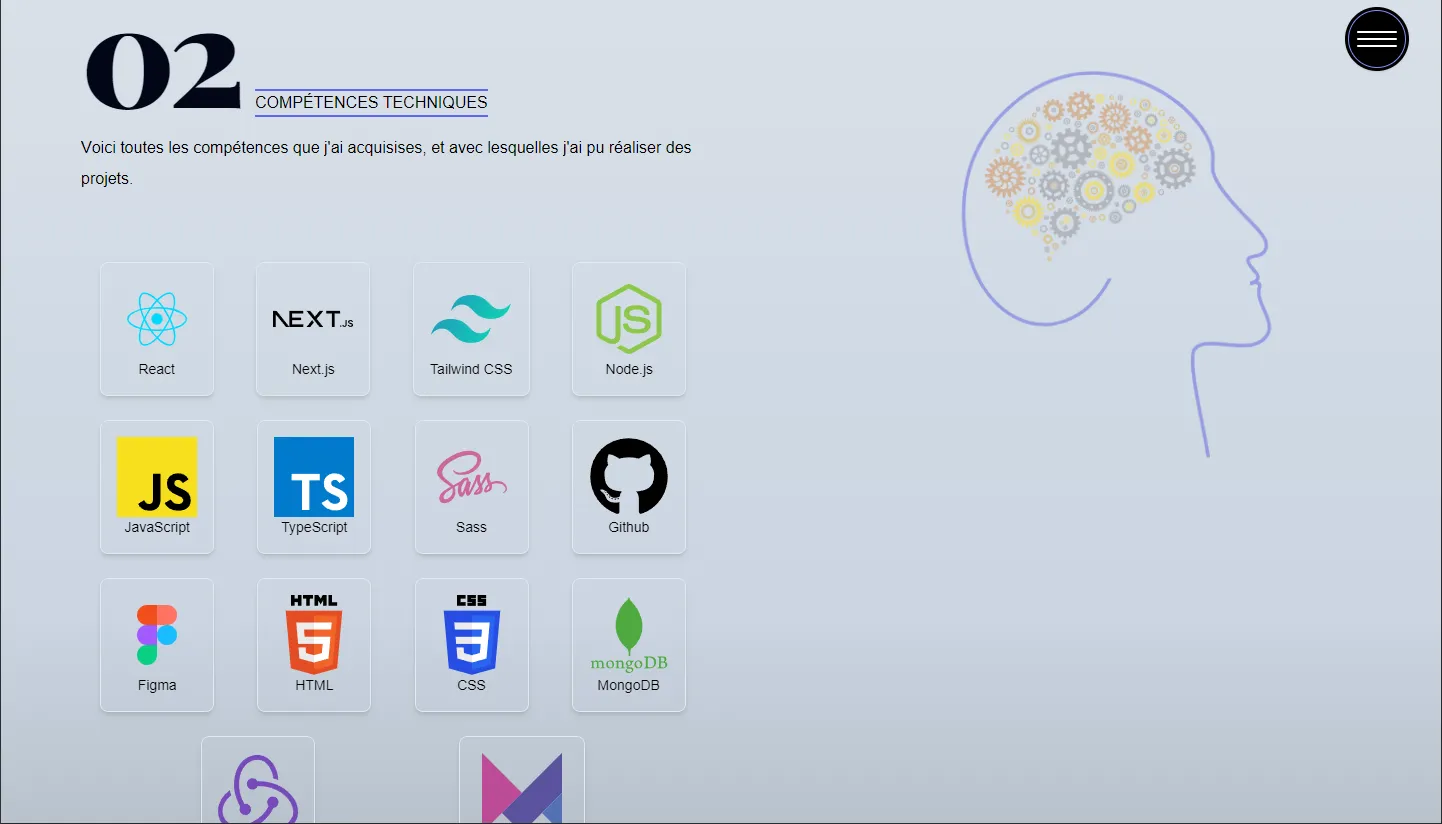 02
COMPÉTENCES TECHNIQUES
Voici toutes les compétences que j'ai acquisises, et avec lesquelles j'ai pu réaliser des
projets.
NEXT.JS
JS
React
Next.js
Tailwind CSS
Node.js
JS
TS
Sass
JavaScript
TypeScript
Sass
Github
HTML
5
CSS
3
mongoDB
Figma
HTML
CSS
MongoDB